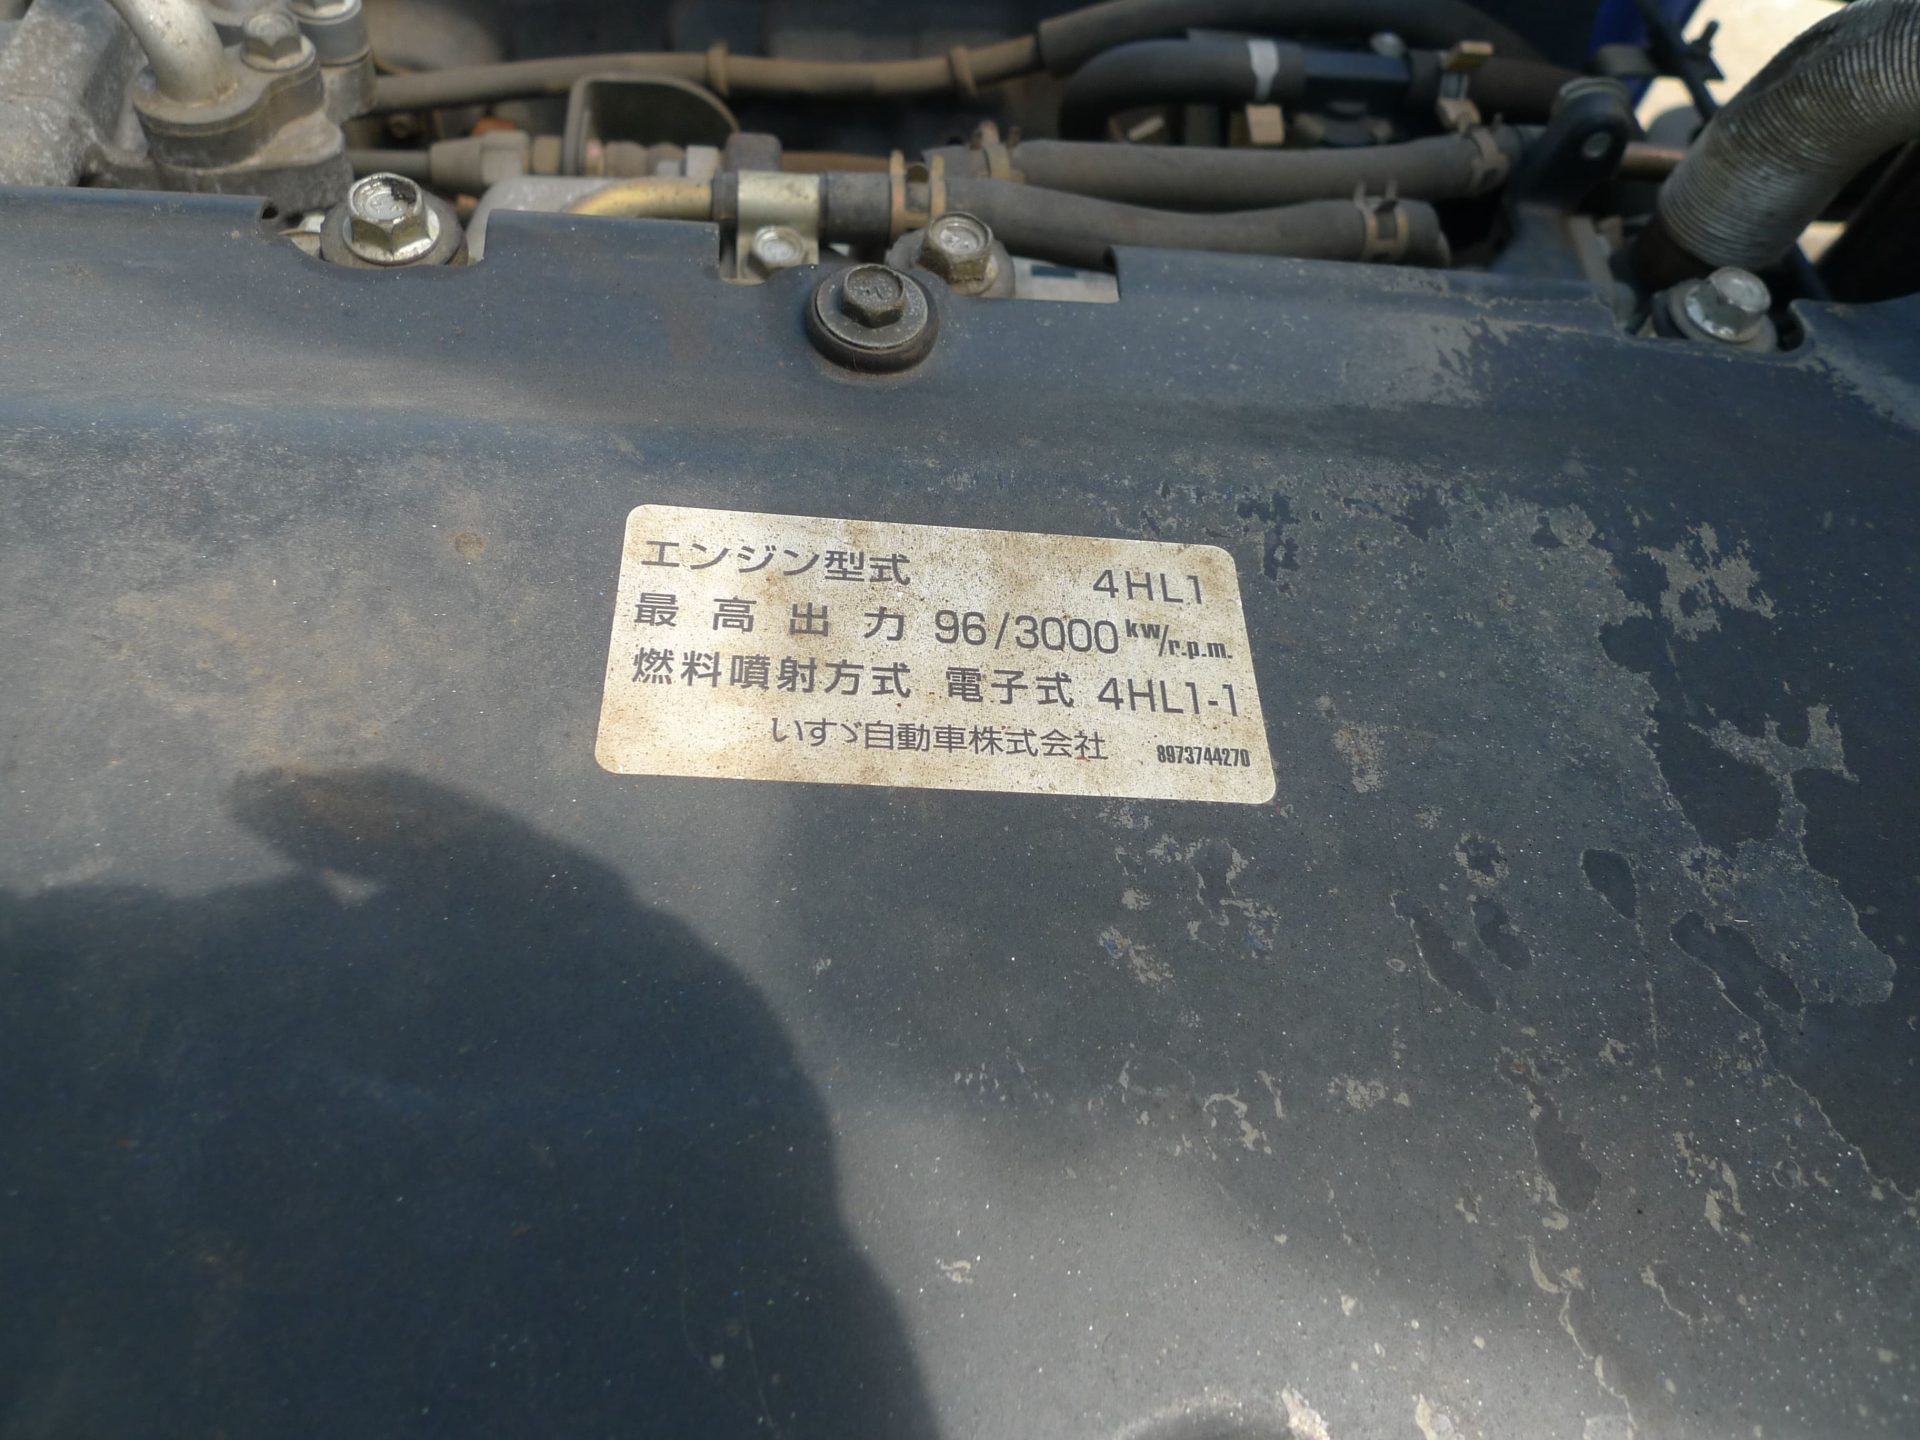 エンジン型式 4HL1
最高出力 96/3000 kw/r.p.m.
燃料噴射方式 電子式 4HL1-1
いすゞ自動車株式会社 8973744270